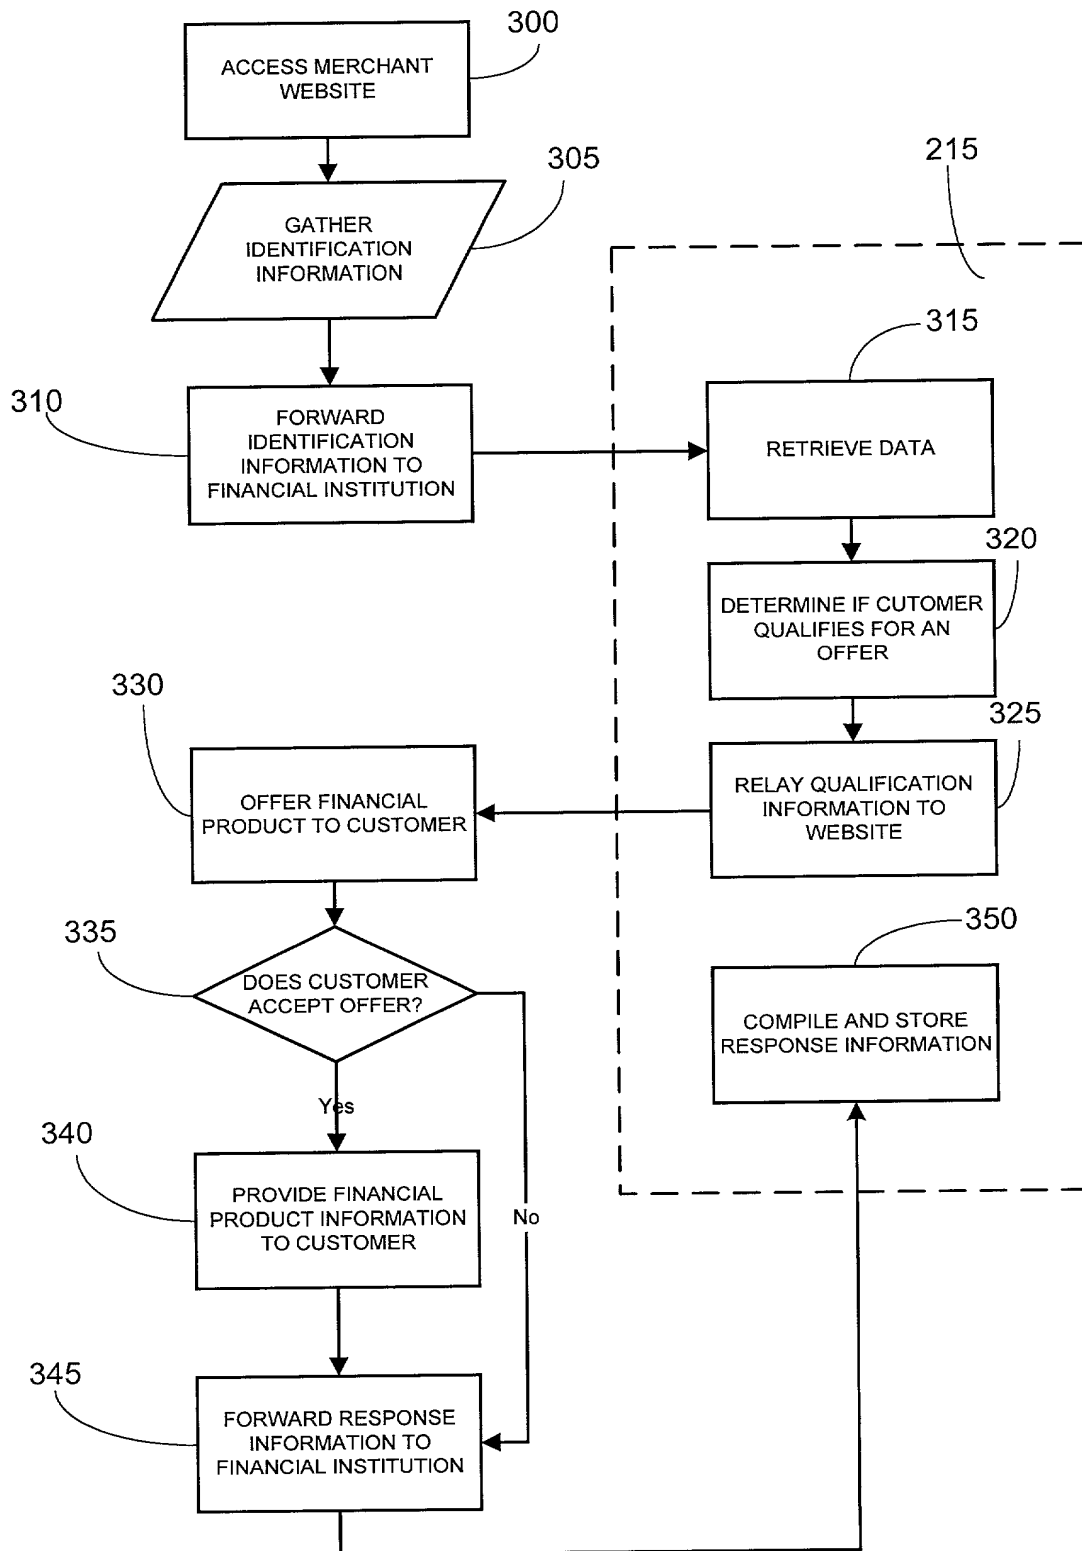 300
ACCESS MERCHANT
WEBSITE
305
GATHER
IDENTIFICATION
INFORMATION
215
310
FORWARD
IDENTIFICATION
INFORMATION TO
FINANCIAL INSTITUTION
315
RETRIEVE DATA
320
DETERMINE IF CUTOMER
QUALIFIES FOR AN
OFFER
325
RELAY QUALIFICATION
INFORMATION TO
WEBSITE
330
OFFER FINANCIAL
PRODUCT TO CUSTOMER
335
DOES CUSTOMER
ACCEPT OFFER?
Yes
No
340
PROVIDE FINANCIAL
PRODUCT INFORMATION
TO CUSTOMER
345
FORWARD RESPONSE
INFORMATION TO
FINANCIAL INSTITUTION
350
COMPILE AND STORE
RESPONSE INFORMATION